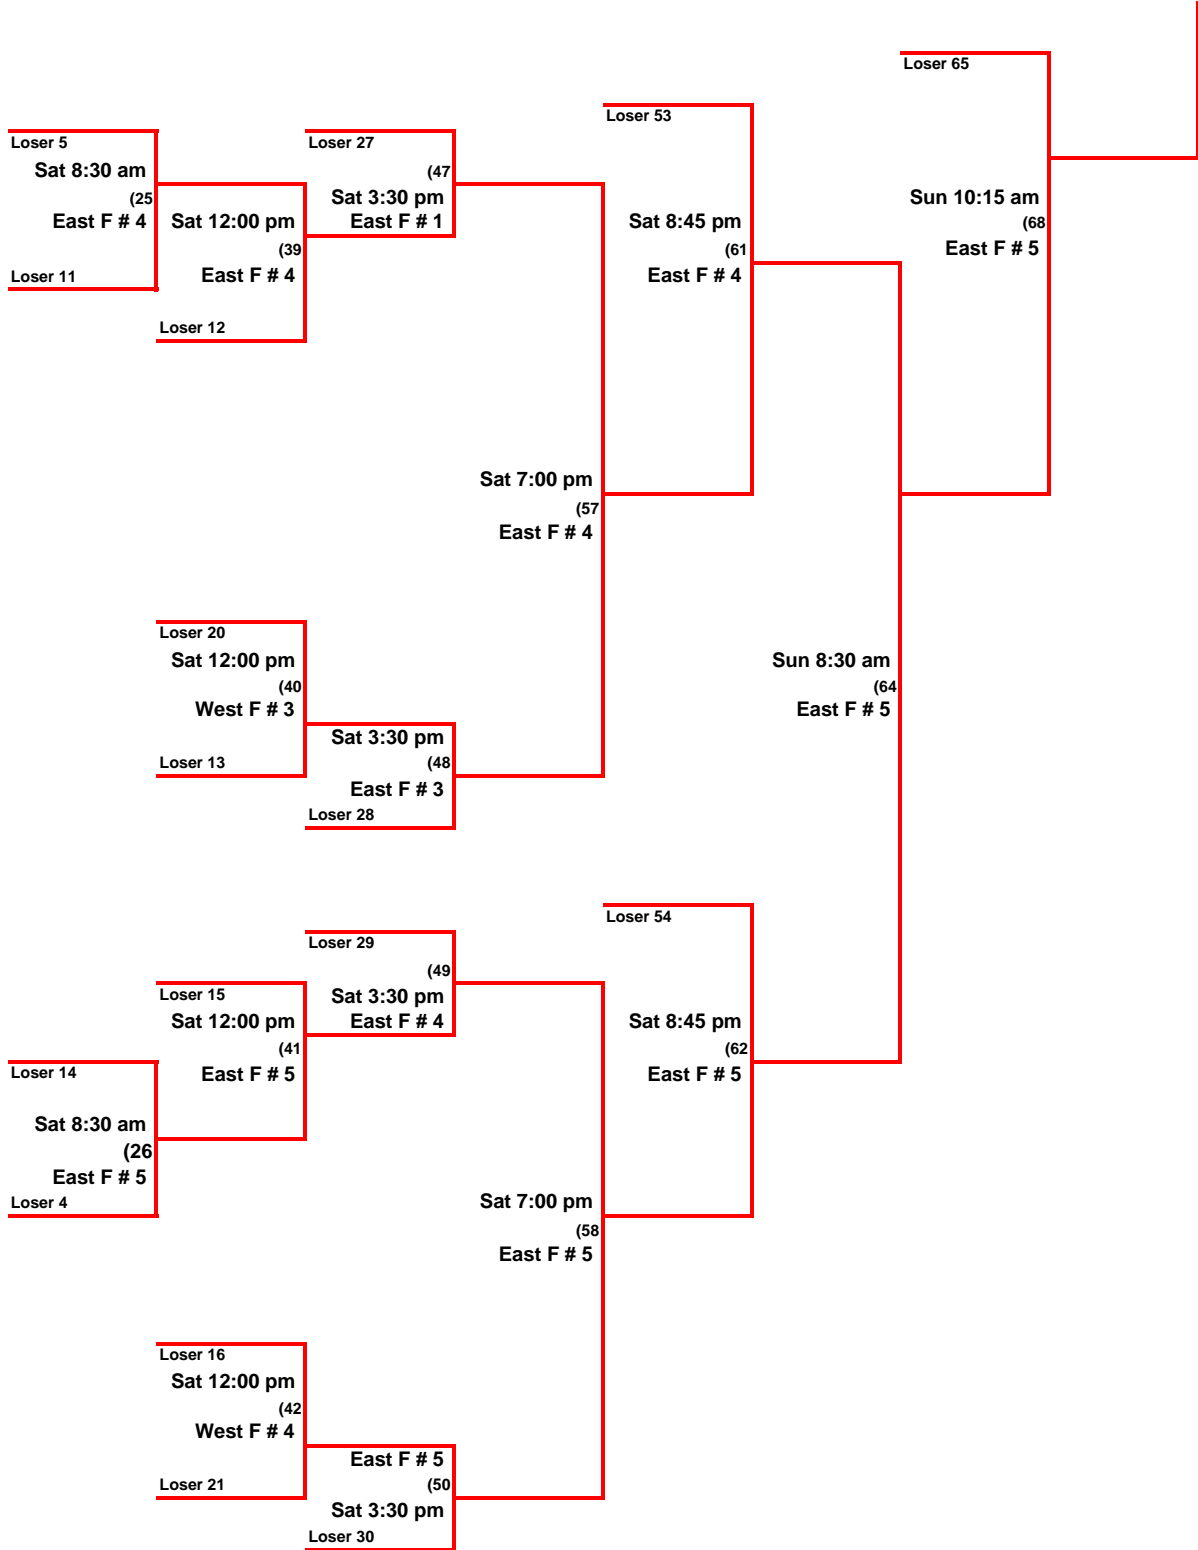 Loser 65
Loser 53
Loser 5
Loser 27
Sat 8:30 am
(47
(25
Sat 3:30 pm
Sun 10:15 am
East F # 4
Sat 12:00 pm
East F # 1
Sat 8:45 pm
(68
(39
(61
East F # 5
Loser 11
East F # 4
East F # 4
Loser 12
Sat 7:00 pm
(57
East F # 4
Loser 20
Sat 12:00 pm
Sun 8:30 am
(40
(64
West F # 3
East F # 5
Sat 3:30 pm
Loser 13
(48
East F # 3
Loser 28
Loser 54
Loser 29
(49
Loser 15
Sat 3:30 pm
Sat 12:00 pm
East F # 4
Sat 8:45 pm
(41
(62
Loser 14
East F # 5
East F # 5
Sat 8:30 am
(26
East F # 5
Loser 4
Sat 7:00 pm
(58
East F # 5
Loser 16
Sat 12:00 pm
(42
West F # 4
East F # 5
Loser 21
(50
Sat 3:30 pm
Loser 30